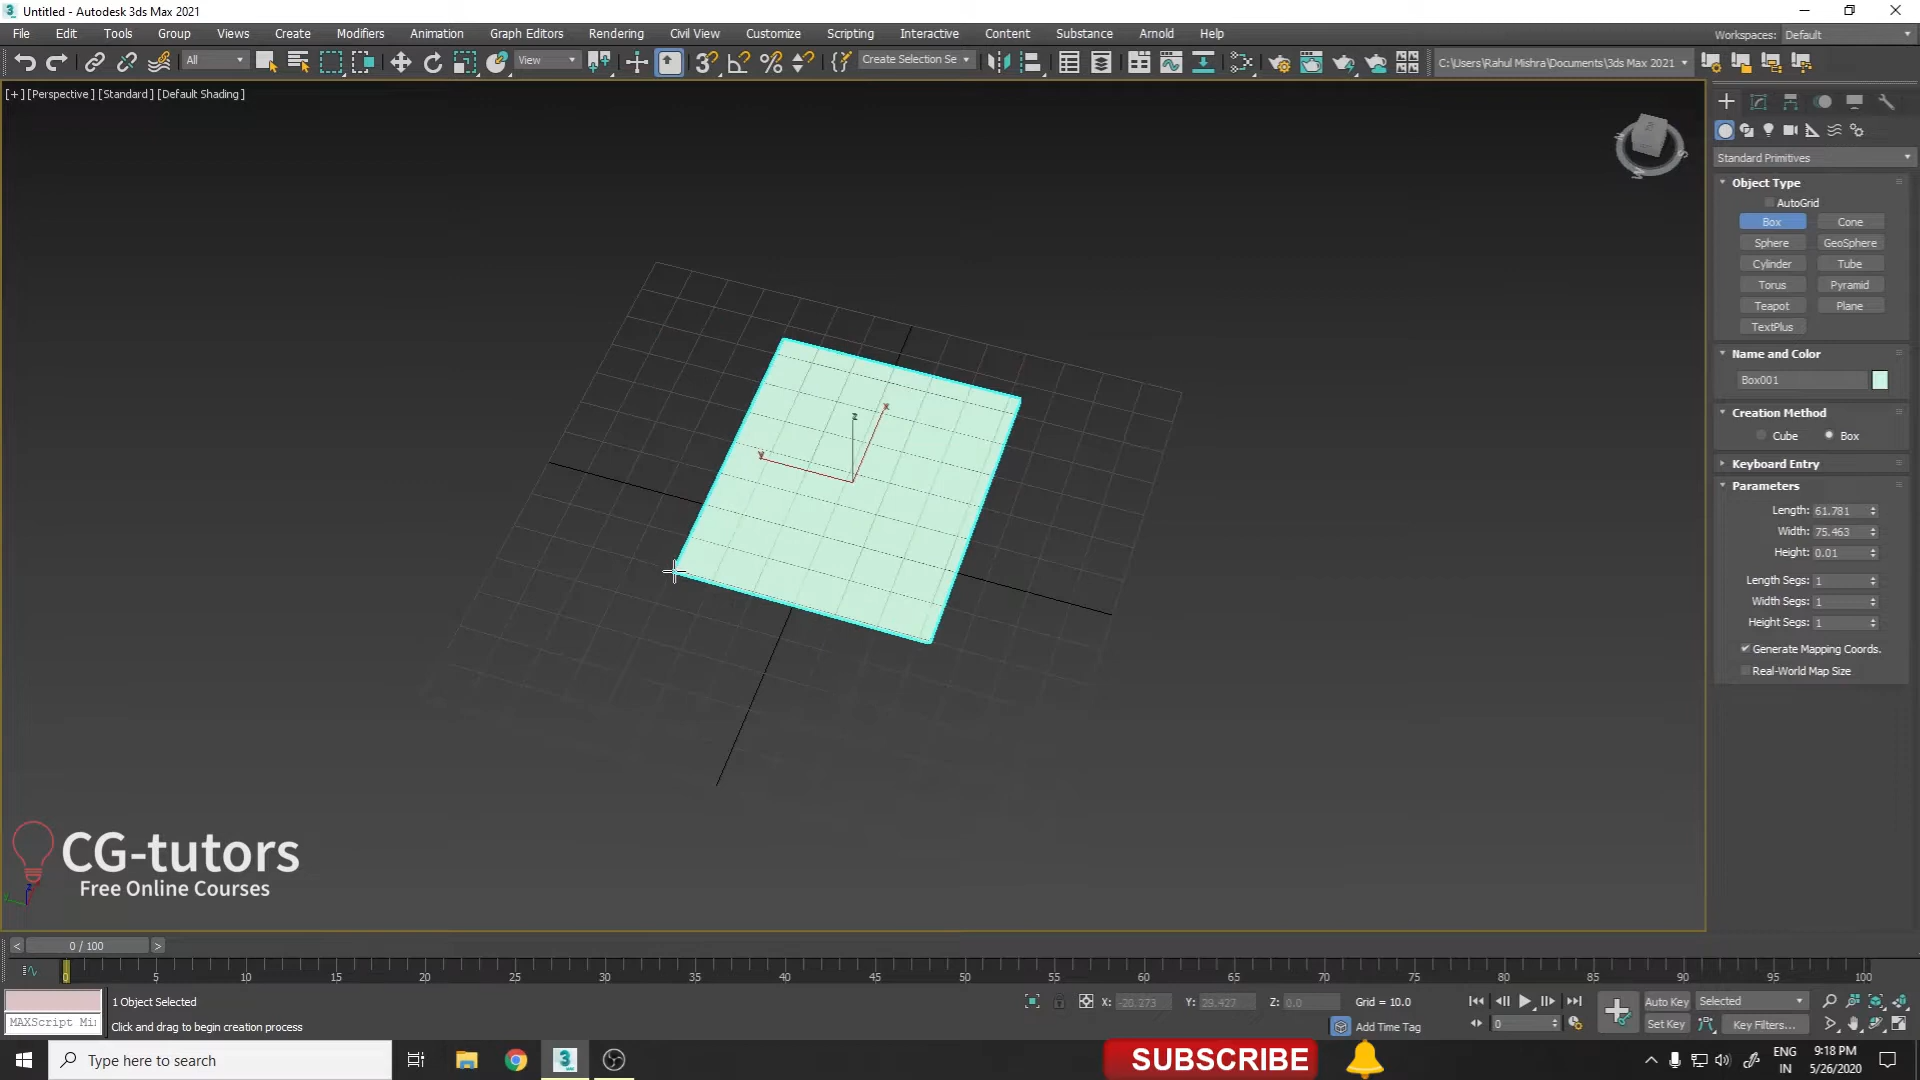 Untitled - Autodesk 3ds Max 2021
File Edit Tools Group Views Create Modifiers Animation Graph Editors Rendering Civil View Customize Scripting Interactive Content Substance Arnold Help
Workspaces: Default
All
View
Create Selection Se
C:\Users\Rahul Mishra\Documents\3ds Max 2021
[+] [Perspective] [Standard] [Default Shading]
Standard Primitives
Object Type
AutoGrid
Box Cone
Sphere GeoSphere
Cylinder Tube
Torus Pyramid
Teapot Plane
TextPlus
Name and Color
Box001
Creation Method
Cube Box
Keyboard Entry
Parameters
Length: 61.781
Width: 75.463
Height: 0.01
Length Segs: 1
Width Segs: 1
Height Segs: 1
Generate Mapping Coords.
Real-World Map Size
x
z
y
CG-tutors
Free Online Courses
< 0 / 100 >
0 5 10 15 20 25 30 35 40 45 50 55 60 65 70 75 80 85 90 95 100
1 Object Selected
MAXScript Mi
Click and drag to begin creation process
X: -20.273 Y: 29.427 Z: 0.0 Grid = 10.0
Add Time Tag
0
Auto Key Selected
Set Key Key Filters...
Type here to search
SUBSCRIBE
ENG
IN
9:18 PM
5/26/2020